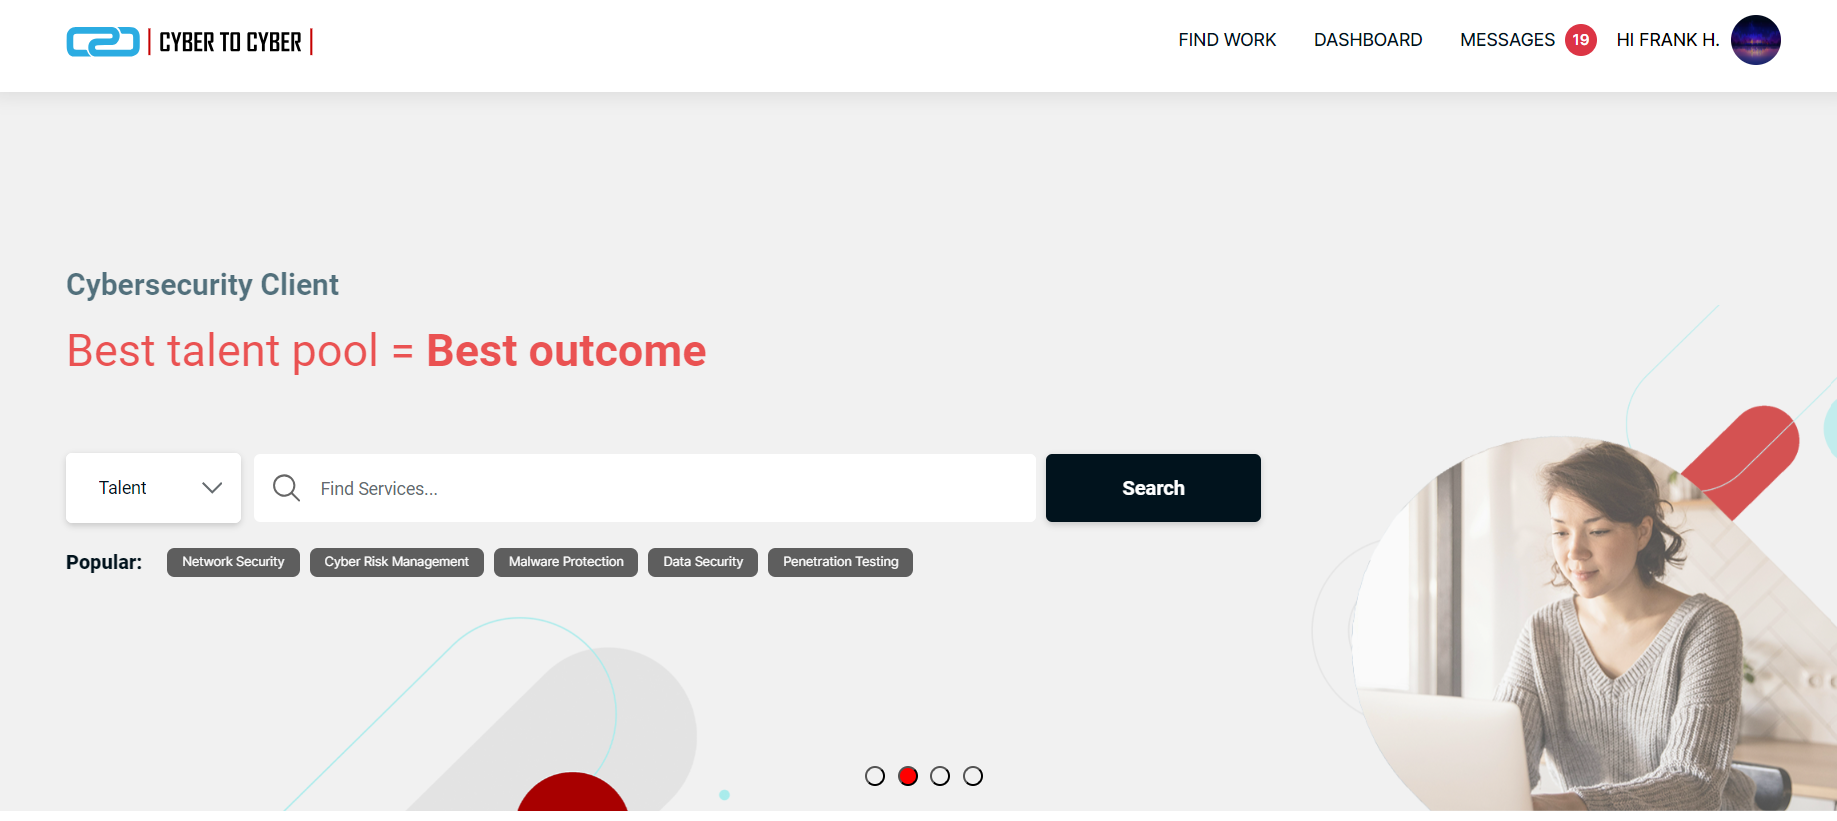 CYBER TO CYBER
FIND WORK
DASHBOARD
MESSAGES 19
HI FRANK H.
Cybersecurity Client
Best talent pool = Best outcome
Talent
Find Services...
Search
Popular:
Network Security
Cyber Risk Management
Malware Protection
Data Security
Penetration Testing